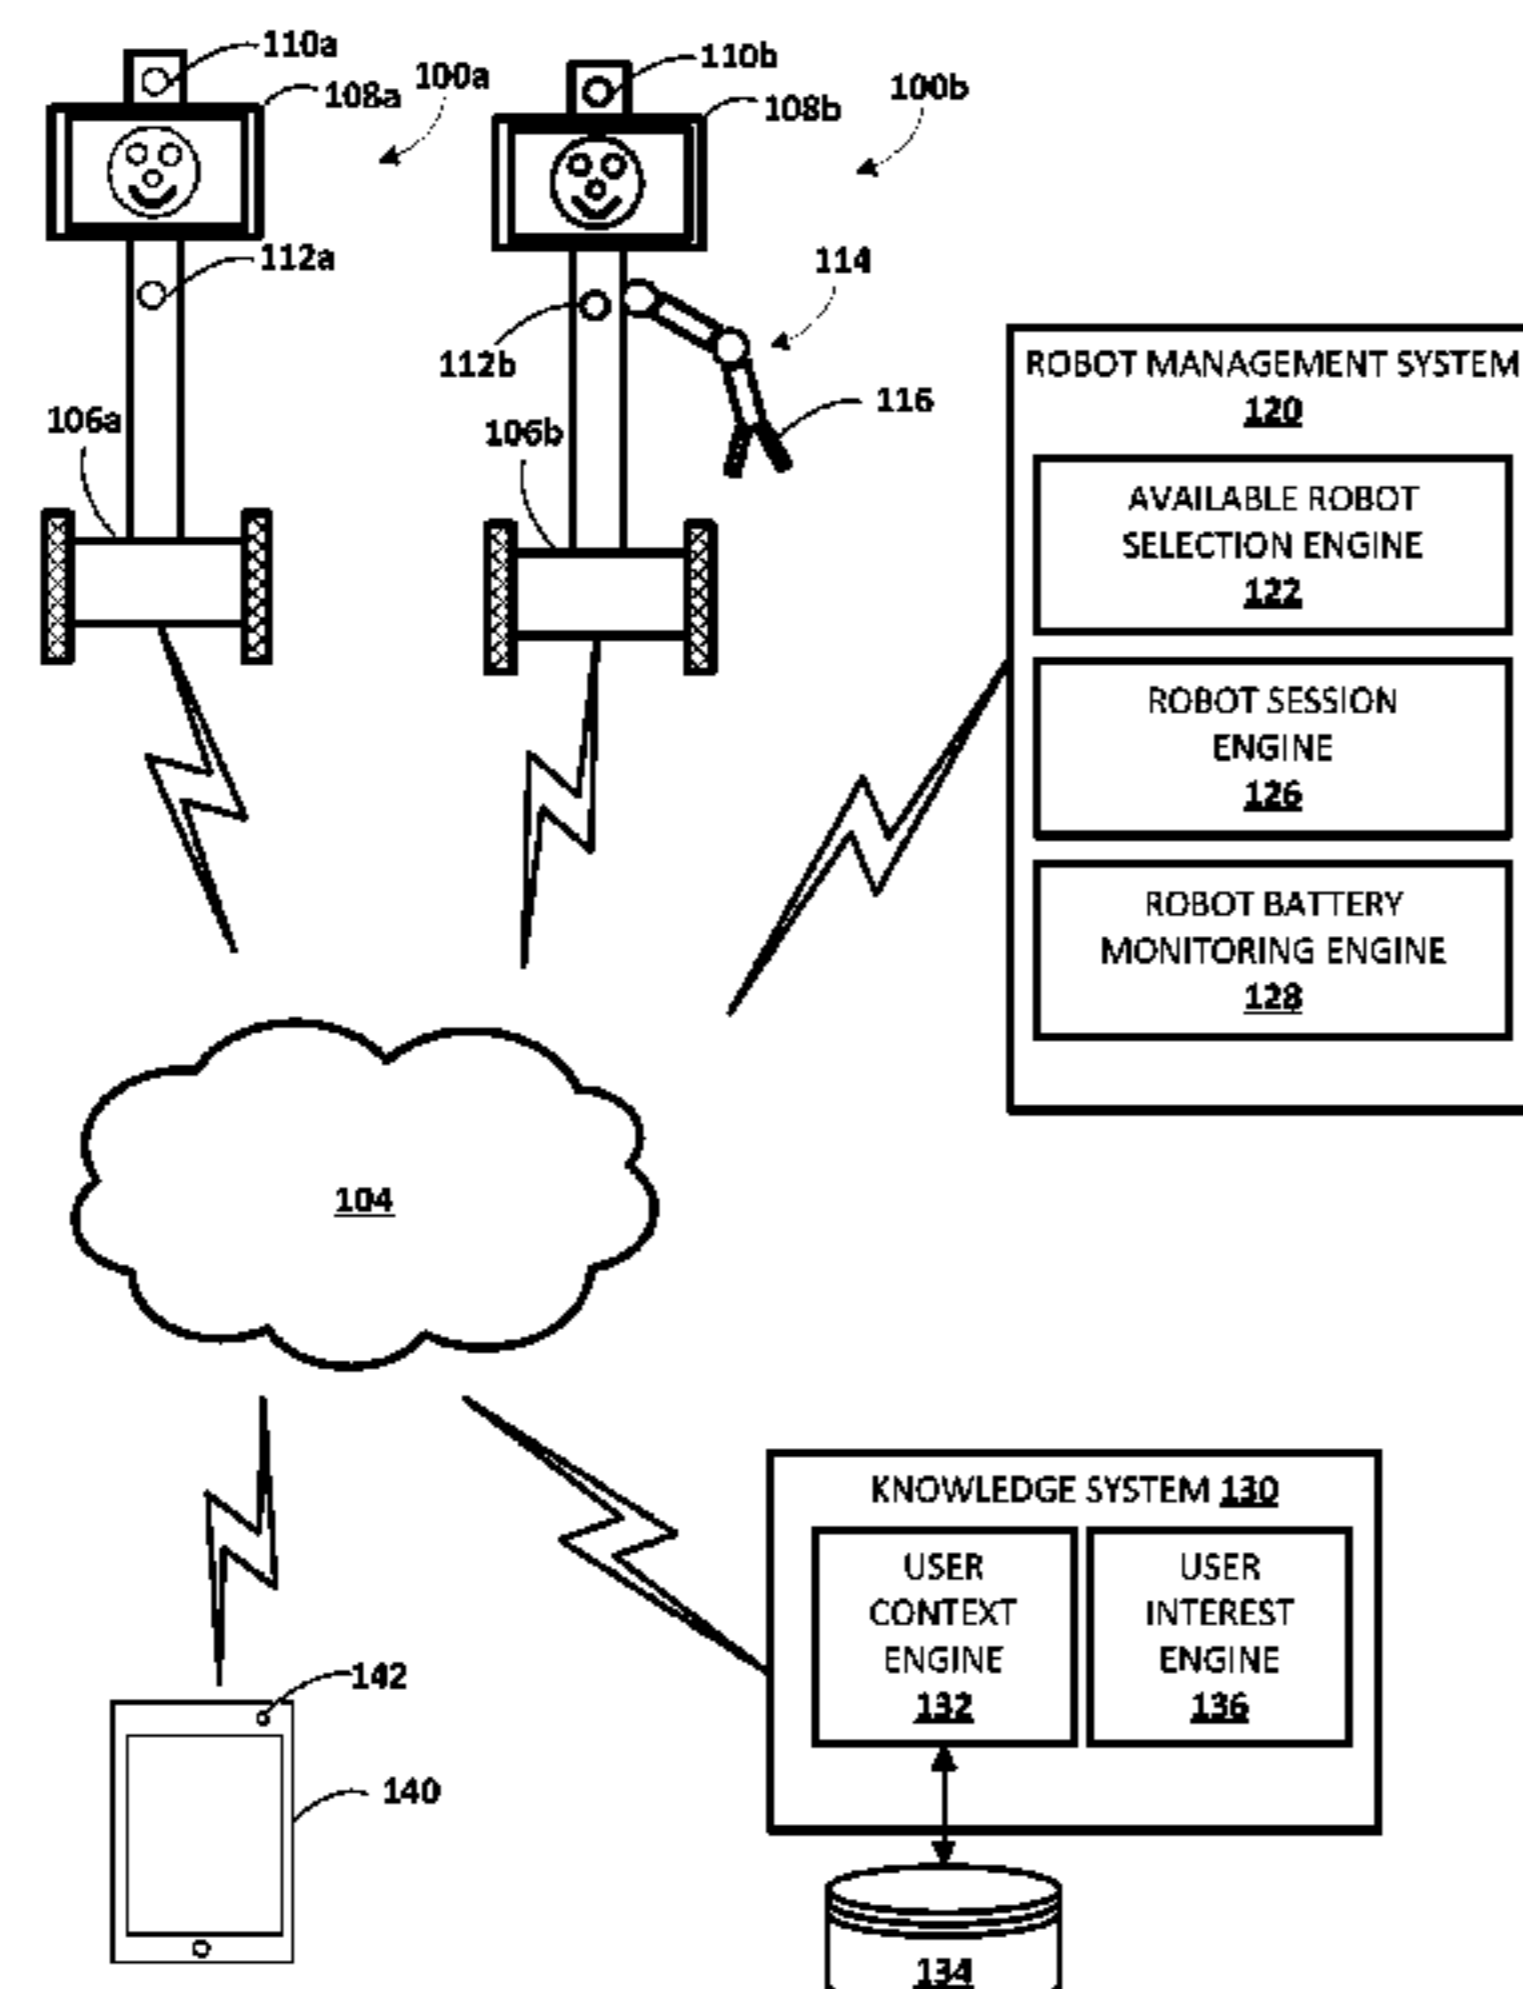 110a
108a
100a
110b
108b
100b
112a
114
112b
116
106a
106b
ROBOT MANAGEMENT SYSTEM
120
AVAILABLE ROBOT
SELECTION ENGINE
122
ROBOT SESSION
ENGINE
126
ROBOT BATTERY
MONITORING ENGINE
128
104
KNOWLEDGE SYSTEM 130
USER
CONTEXT
ENGINE
132
USER
INTEREST
ENGINE
136
142
140
134